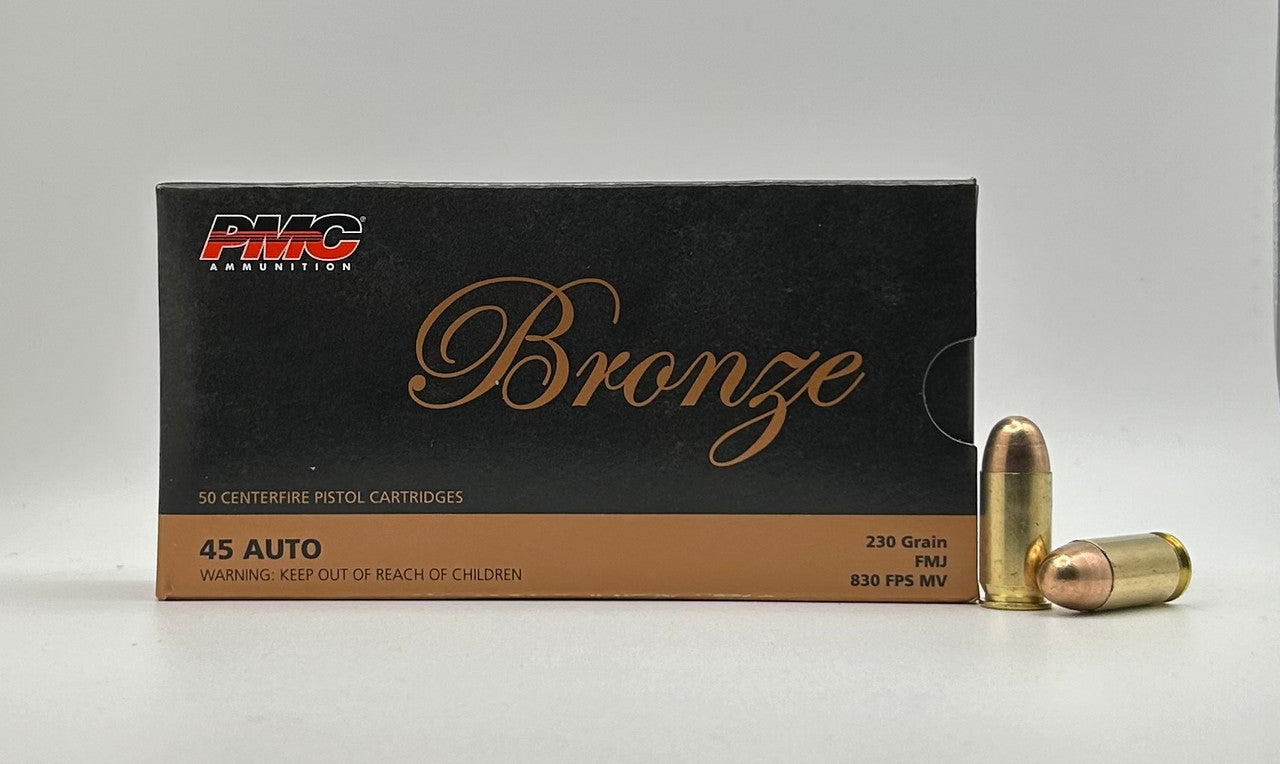 PMC®
AMMUNITION
Bronze
50 CENTERFIRE PISTOL CARTRIDGES
45 AUTO
WARNING: KEEP OUT OF REACH OF CHILDREN
230 Grain
FMJ
830 FPS MV